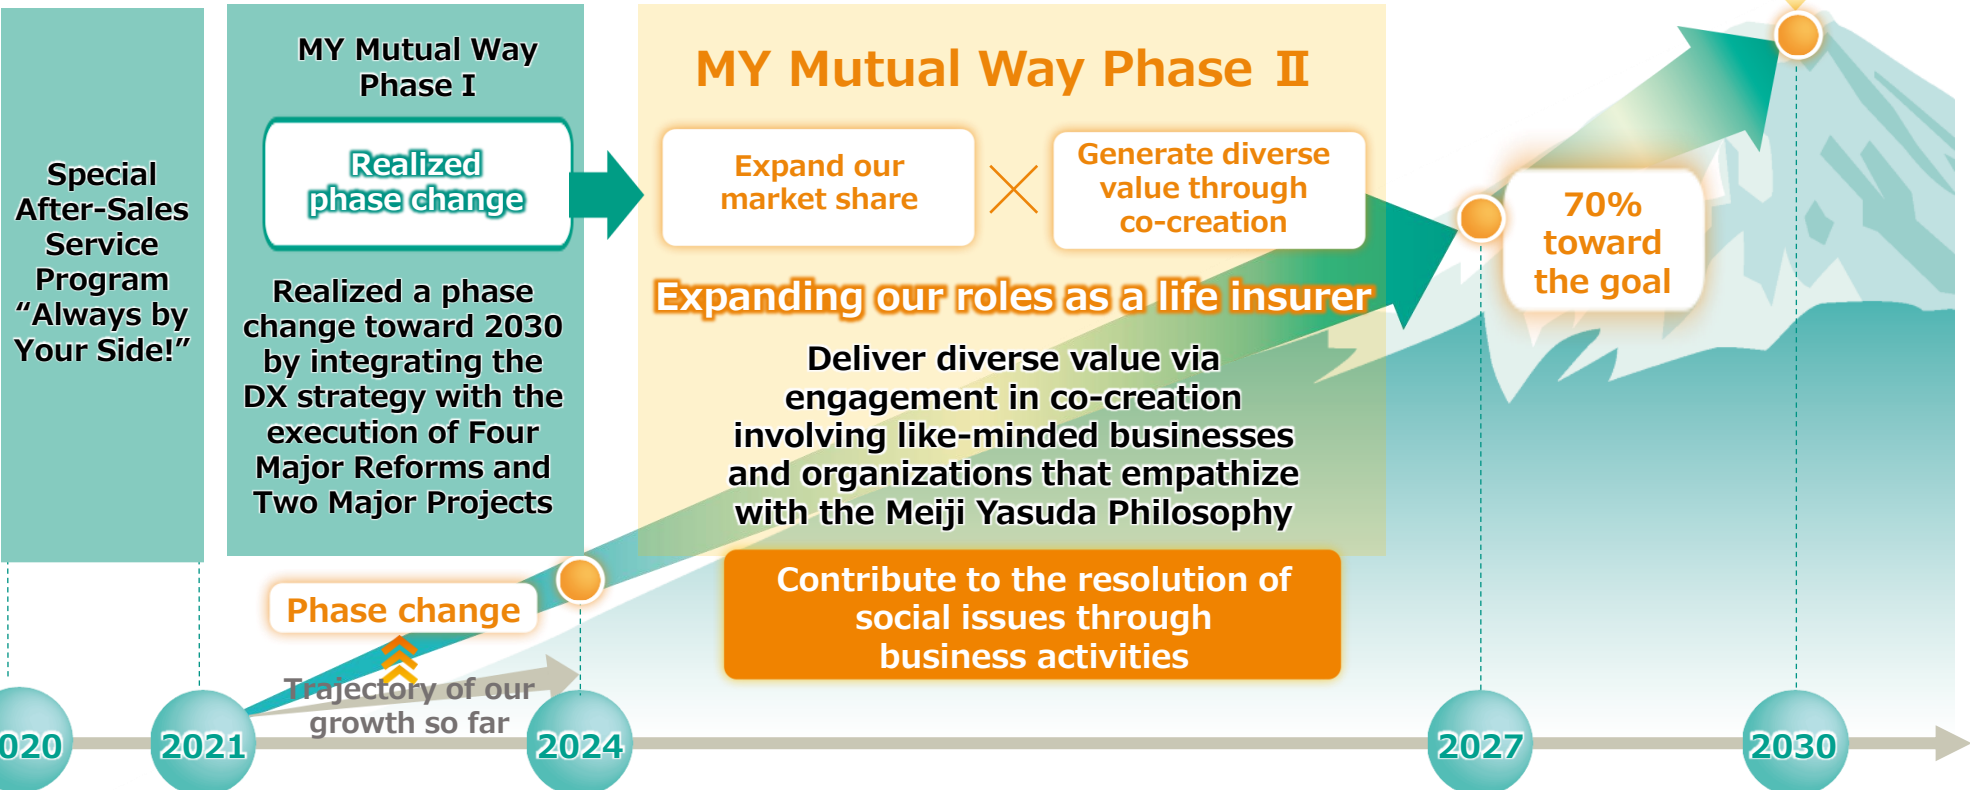 Special
After-Sales
Service
Program
“Always by
Your Side!”
MY Mutual Way
Phase I
Realized
phase change
Realized a phase
change toward 2030
by integrating the
DX strategy with the
execution of Four
Major Reforms and
Two Major Projects
MY Mutual Way Phase Ⅱ
Expand our
market share
×
Generate diverse
value through
co-creation
Expanding our roles as a life insurer
Deliver diverse value via
engagement in co-creation
involving like-minded businesses
and organizations that empathize
with the Meiji Yasuda Philosophy
Contribute to the resolution of
social issues through
business activities
70%
toward
the goal
Phase change
Trajectory of our
growth so far
020
2021
2024
2027
2030